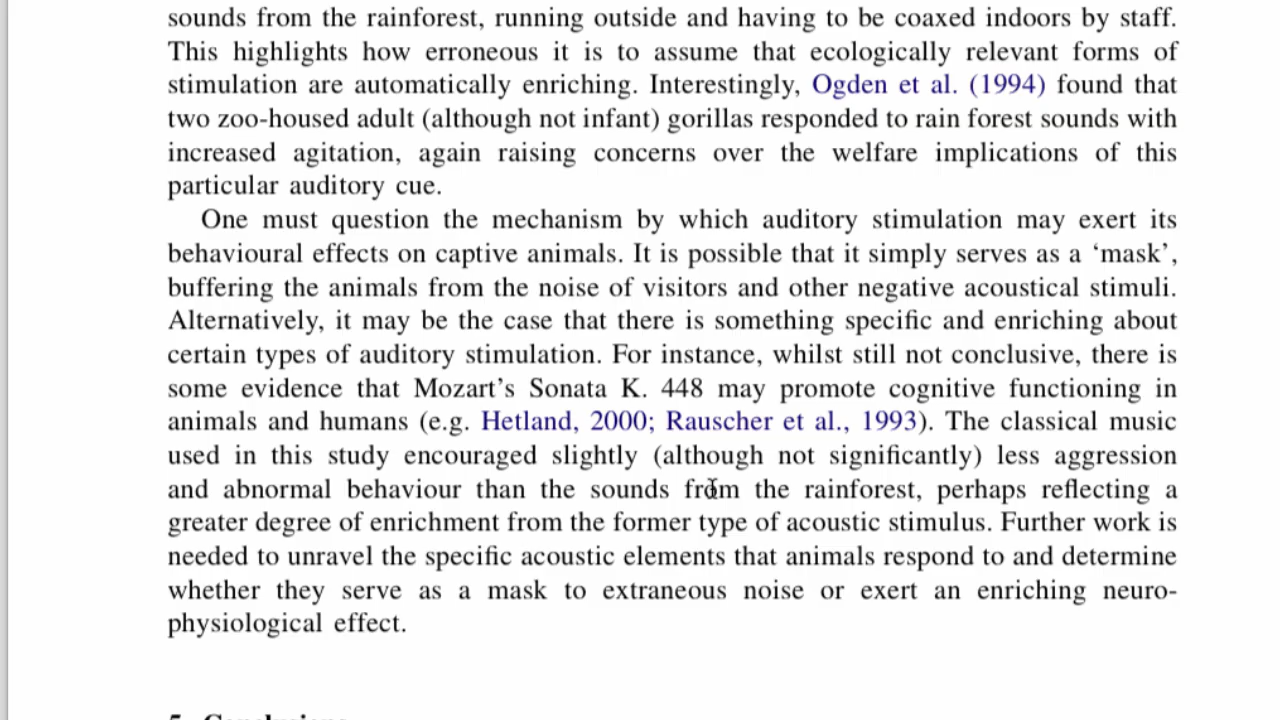 sounds from the rainforest, running outside and having to be coaxed indoors by staff.
This highlights how erroneous it is to assume that ecologically relevant forms of
stimulation are automatically enriching. Interestingly, Ogden et al. (1994) found that
two zoo-housed adult (although not infant) gorillas responded to rain forest sounds with
increased agitation, again raising concerns over the welfare implications of this
particular auditory cue.
One must question the mechanism by which auditory stimulation may exert its
behavioural effects on captive animals. It is possible that it simply serves as a ‘mask’,
buffering the animals from the noise of visitors and other negative acoustical stimuli.
Alternatively, it may be the case that there is something specific and enriching about
certain types of auditory stimulation. For instance, whilst still not conclusive, there is
some evidence that Mozart’s Sonata K. 448 may promote cognitive functioning in
animals and humans (e.g. Hetland, 2000; Rauscher et al., 1993). The classical music
used in this study encouraged slightly (although not significantly) less aggression
and abnormal behaviour than the sounds from the rainforest, perhaps reflecting a
greater degree of enrichment from the former type of acoustic stimulus. Further work is
needed to unravel the specific acoustic elements that animals respond to and determine
whether they serve as a mask to extraneous noise or exert an enriching neuro-
physiological effect.
5. Conclusions